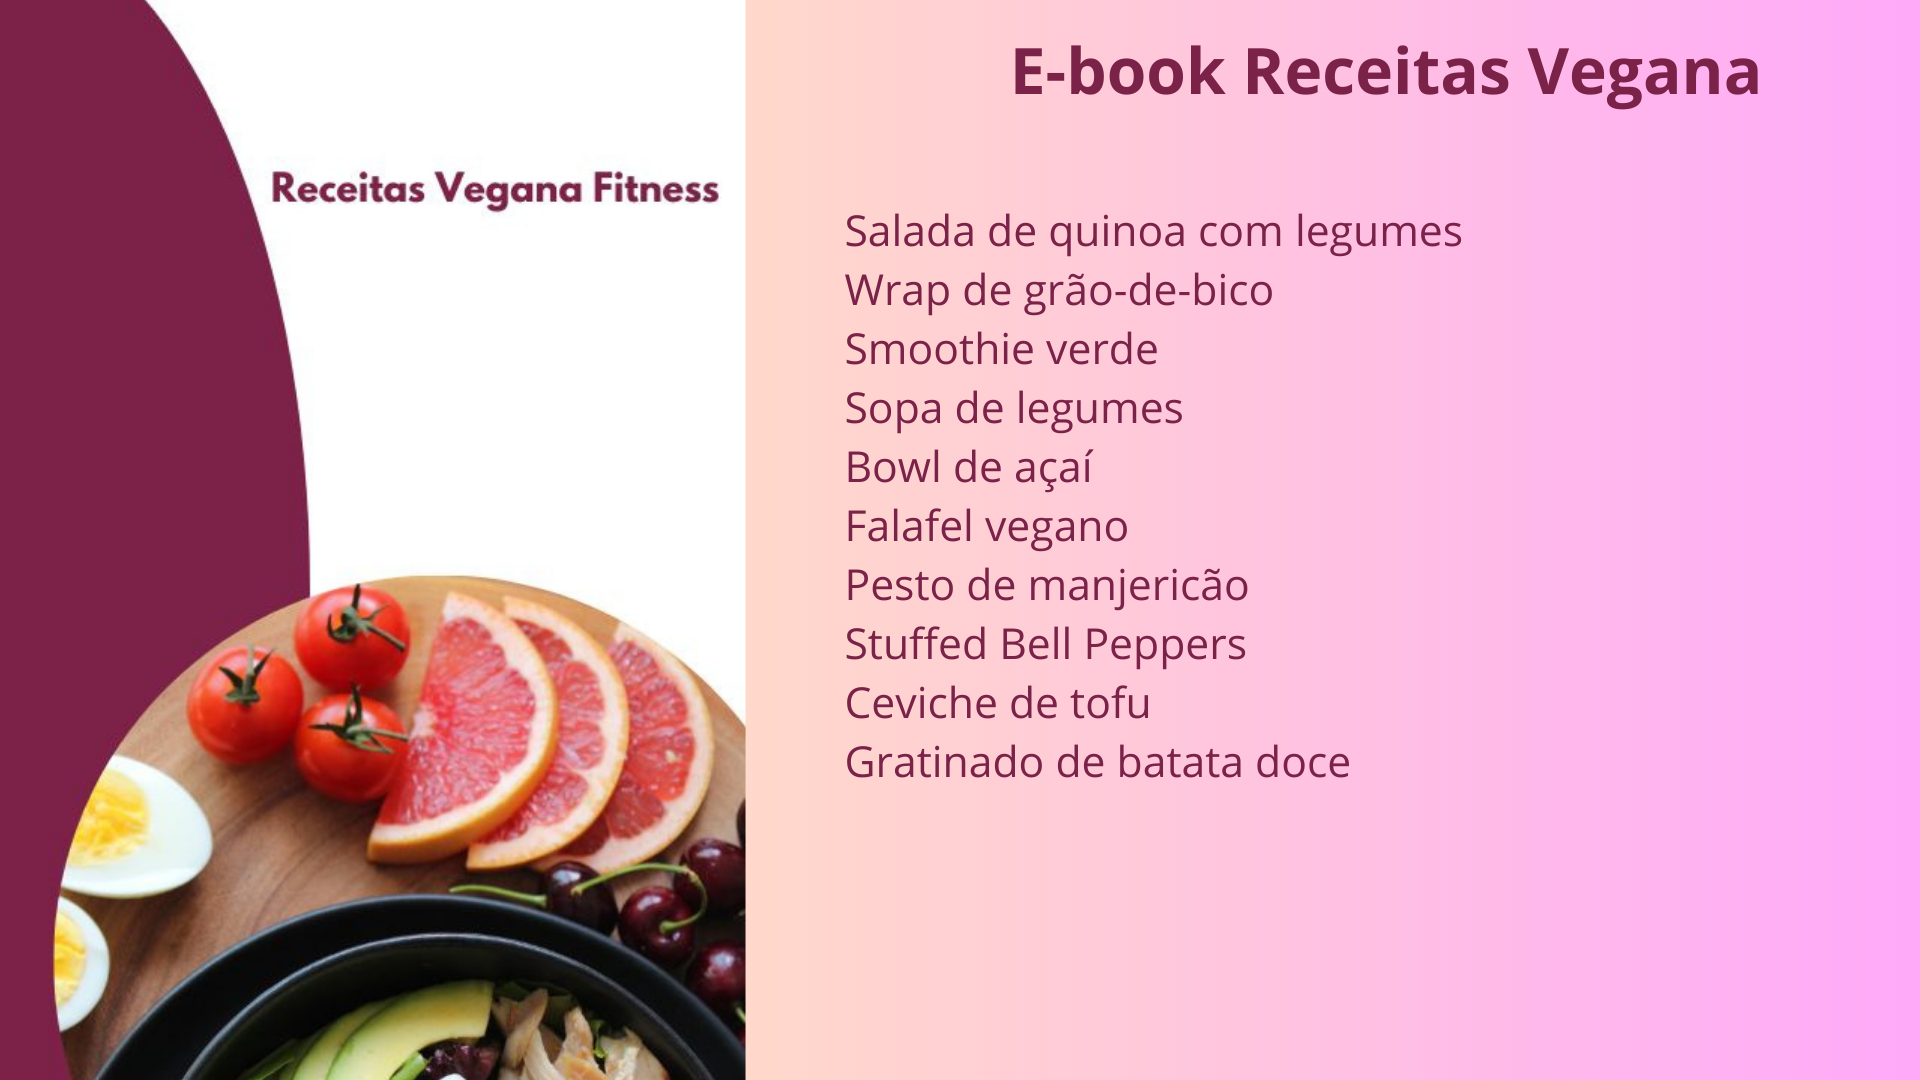 Receitas Vegana Fitness
E-book Receitas Vegana
Salada de quinoa com legumes
Wrap de grão-de-bico
Smoothie verde
Sopa de legumes
Bowl de açaí
Falafel vegano
Pesto de manjericão
Stuffed Bell Peppers
Ceviche de tofu
Gratinado de batata doce